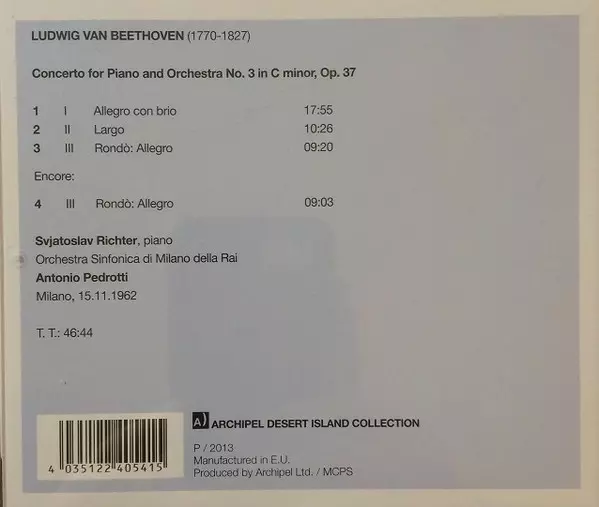 LUDWIG VAN BEETHOVEN (1770-1827)
Concerto for Piano and Orchestra No. 3 in C minor, Op. 37
1 I Allegro con brio 17:55
2 II Largo 10:26
3 III Rondò: Allegro 09:20
Encore:
4 III Rondò: Allegro 09:03
Svjatoslav Richter, piano
Orchestra Sinfonica di Milano della Rai
Antonio Pedrotti
Milano, 15.11.1962
T. T.: 46:44
A) ARCHIPEL DESERT ISLAND COLLECTION
P / 2013
Manufactured in E.U.
Produced by Archipel Ltd. / MCPS
4 035122 405415